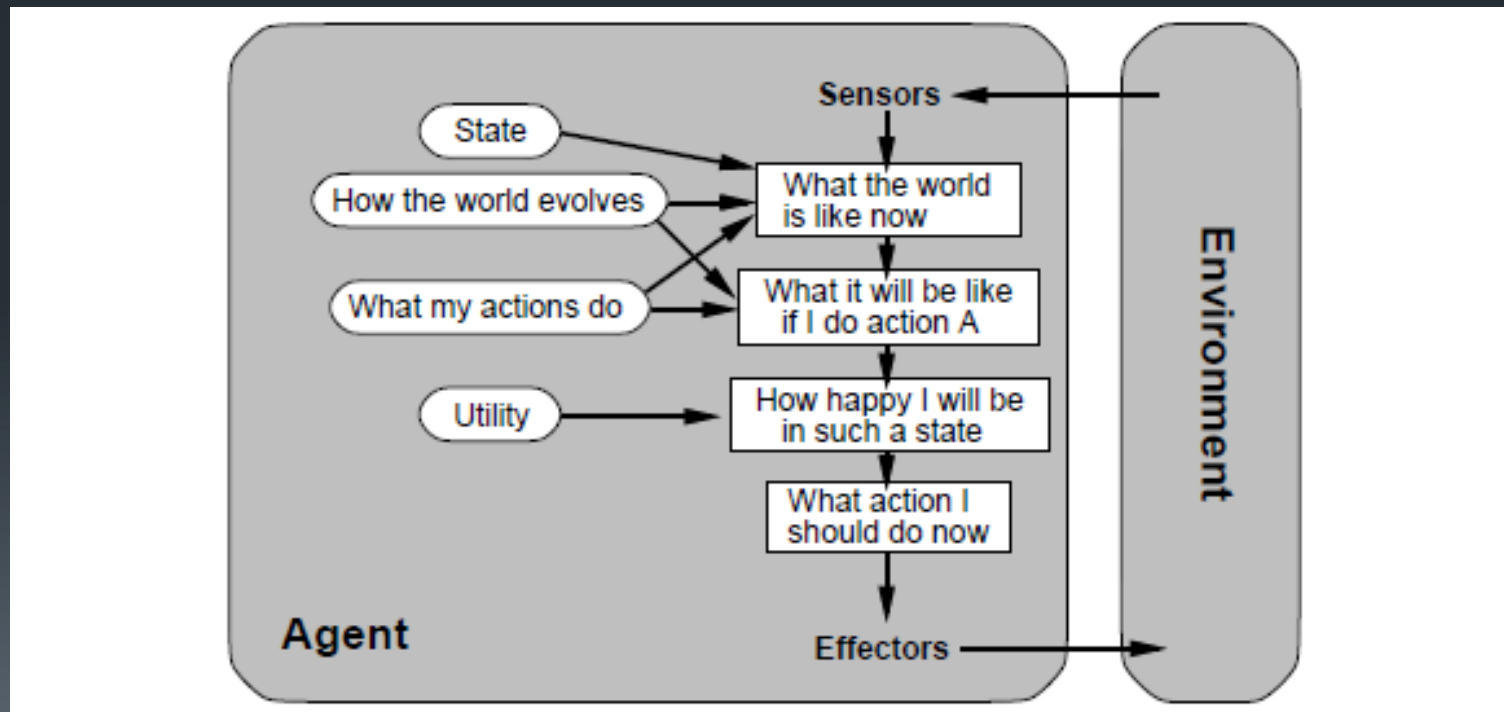 Sensors
State
What the world
is like now
How the world evolves
What my actions do
What it will be like
if I do action A
Utility
How happy I will be
in such a state
What action I
should do now
Agent
Effectors
Environment